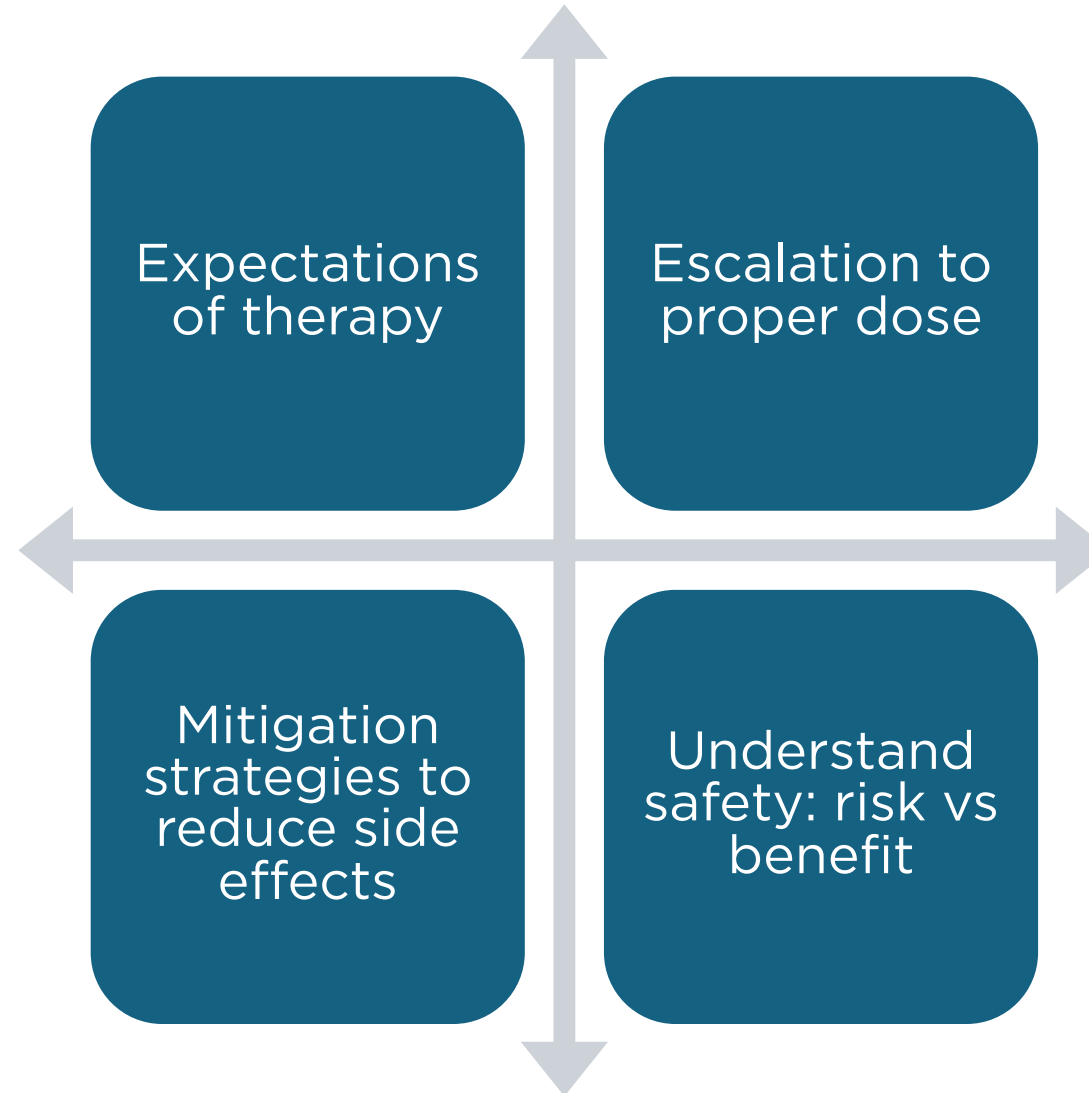 Expectations
of therapy
Escalation to
proper dose
Mitigation
strategies to
reduce side
effects
Understand
safety: risk vs
benefit